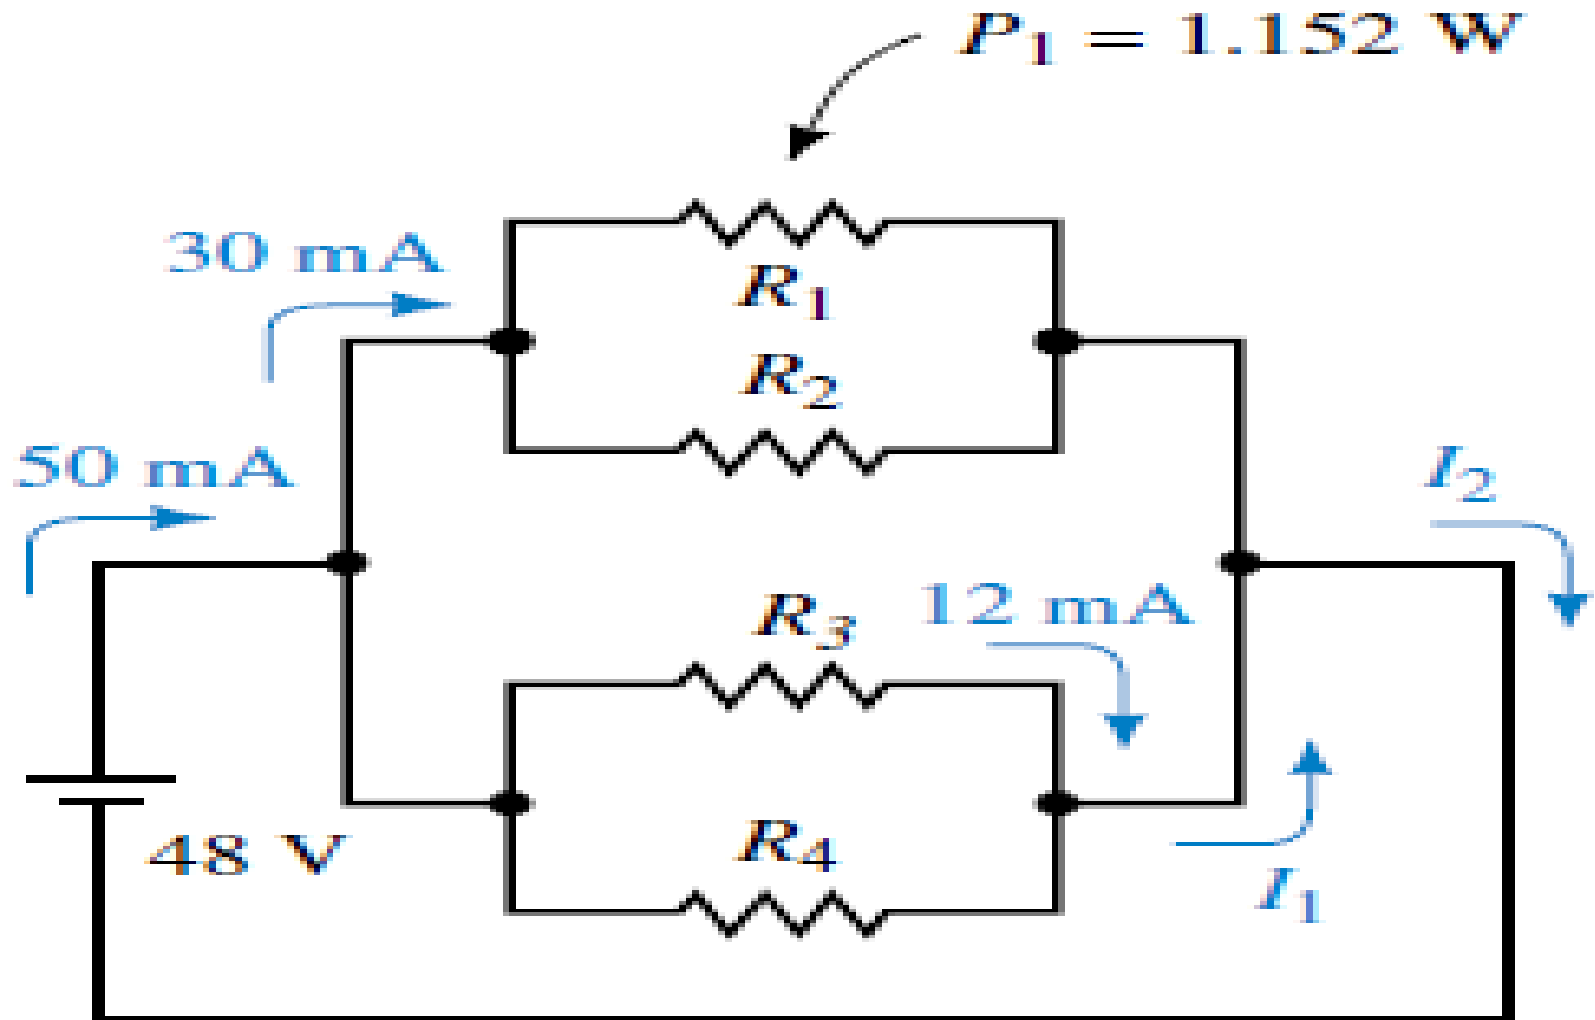 P₁ = 1.152 W
30 mA
R₁
R₂
50 mA
I₂
R₃
12 mA
48 V
R₄
I₁